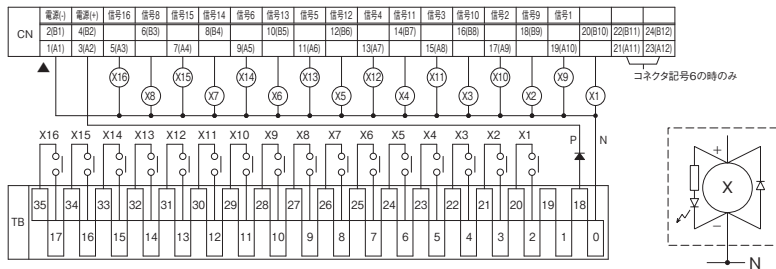 電源(-) 電源(+) 信号16 信号8 信号15 信号14 信号6 信号13 信号5 信号12 信号4 信号11 信号3 信号10 信号2 信号9 信号1
CN 2(B1) 4(B2) 6(B3) 8(B4) 10(B5) 12(B6) 14(B7) 16(B8) 18(B9) 20(B10) 22(B11) 24(B12)
1(A1) 3(A2) 5(A3) 7(A4) 9(A5) 11(A6) 13(A7) 15(A8) 17(A9) 19(A10) 21(A11) 23(A12)
コネクタ記号6の時のみ
X16 X15 X14 X13 X12 X11 X10 X9
X8 X7 X6 X5 X4 X3 X2 X1
X16 X15 X14 X13 X12 X11 X10 X9 X8 X7 X6 X5 X4 X3 X2 X1 P N
TB 35 34 33 32 31 30 29 28 27 26 25 24 23 22 21 20 19 18
17 16 15 14 13 12 11 10 9 8 7 6 5 4 3 2 1 0
+
X
−
N